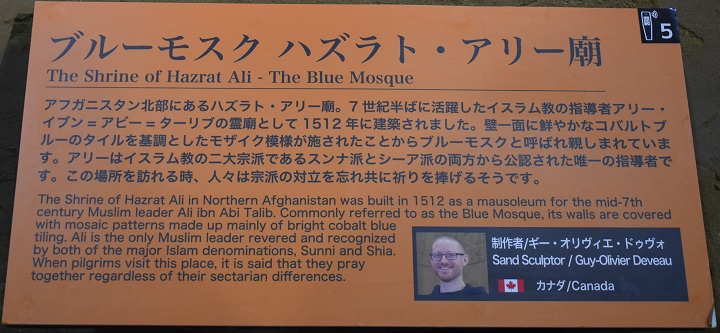 ブルーモスク ハズラト・アリー廟
5
The Shrine of Hazrat Ali - The Blue Mosque
アフガニスタン北部にあるハズラト・アリー廟。7世紀半ばに活躍したイスラム教の指導者アリー・
イブン=アビー=ターリブの霊廟として1512年に建築されました。壁一面に鮮やかなコバルトブ
ルーのタイルを基調としたモザイク模様が施されたことからブルーモスクと呼ばれ親しまれていま
す。アリーはイスラム教の二大宗派であるスンナ派とシーア派の両方から公認された唯一の指導者で
す。この場所を訪れる時、人々は宗派の対立を忘れ共に祈りを捧げるそうです。
The Shrine of Hazrat Ali in Northern Afghanistan was built in 1512 as a mausoleum for the mid-7th
century Muslim leader Ali ibn Abi Talib. Commonly referred to as the Blue Mosque, its walls are covered
with mosaic patterns made up mainly of bright cobalt blue
tiling. Ali is the only Muslim leader revered and recognized
by both of the major Islam denominations, Sunni and Shia.
When pilgrims visit this place, it is said that they pray
together regardless of their sectarian differences.
制作者/ギー・オリヴィエ・ドゥヴォ
Sand Sculptor / Guy-Olivier Deveau
カナダ/Canada